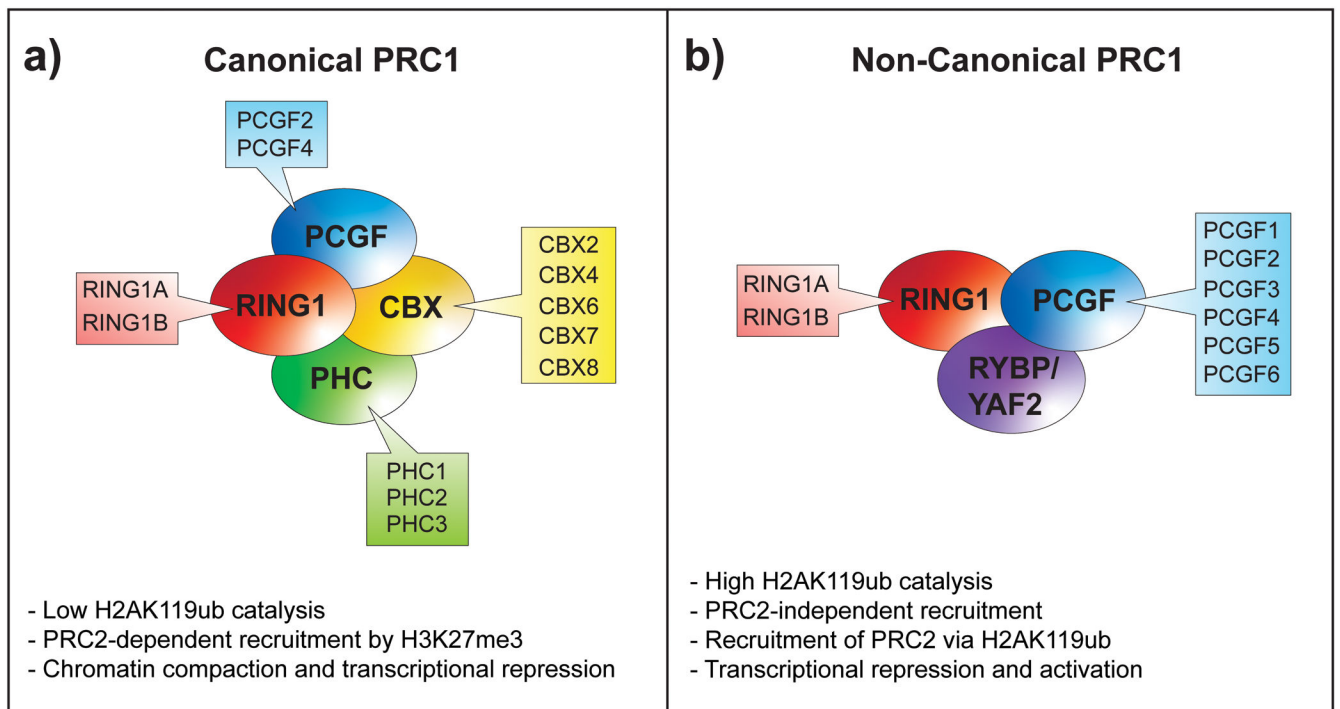 a)
Canonical PRC1
PCGF2
PCGF4
PCGF
RING1A
RING1B
RING1
CBX
CBX2
CBX4
CBX6
CBX7
CBX8
PHC
PHC1
PHC2
PHC3
- Low H2AK119ub catalysis
- PRC2-dependent recruitment by H3K27me3
- Chromatin compaction and transcriptional repression
b)
Non-Canonical PRC1
RING1A
RING1B
RING1
PCGF
PCGF1
PCGF2
PCGF3
PCGF4
PCGF5
PCGF6
RYBP/
YAF2
- High H2AK119ub catalysis
- PRC2-independent recruitment
- Recruitment of PRC2 via H2AK119ub
- Transcriptional repression and activation